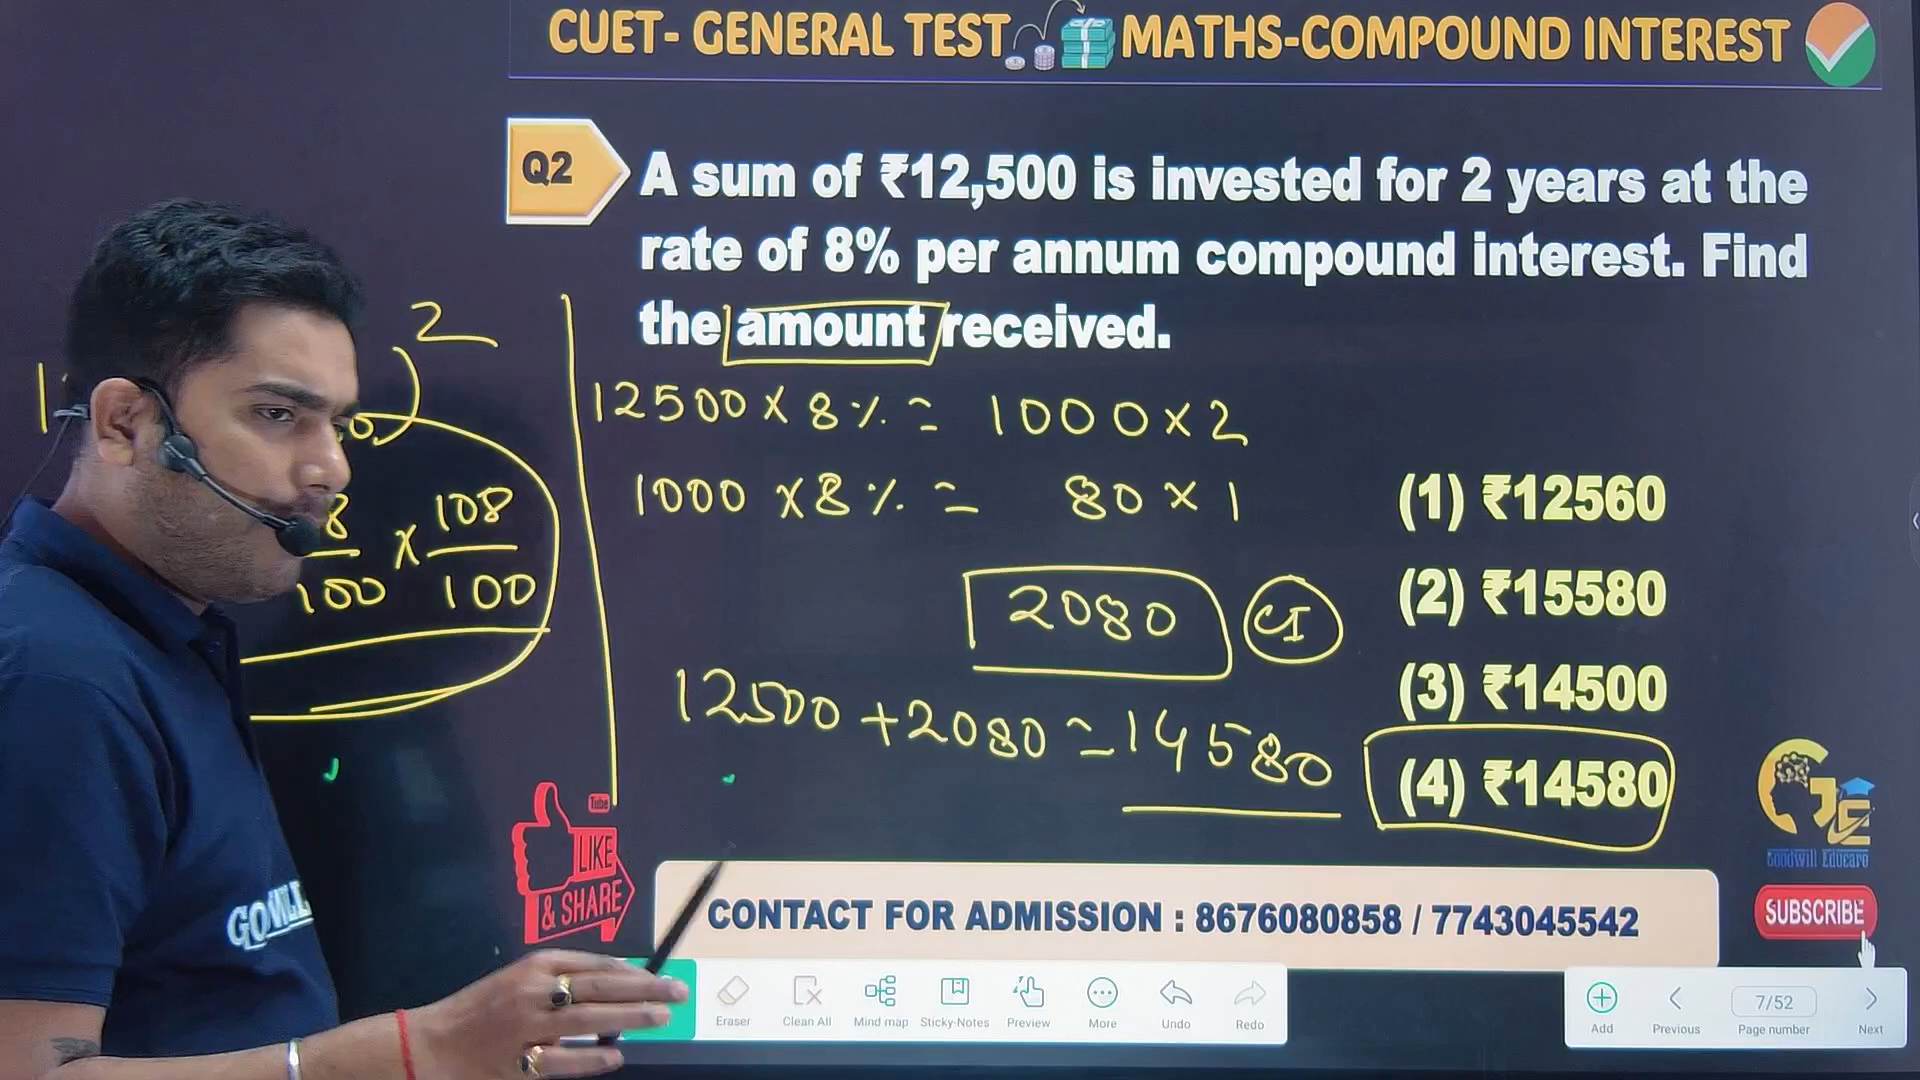 CUET- GENERAL TEST MATHS-COMPOUND INTEREST
Q2
A sum of ₹12,500 is invested for 2 years at the
rate of 8% per annum compound interest. Find
the amount received.
2
12500 × 8% = 1000 × 2
1000 × 8% = 80 × 1
8/100 × 108/100
2080 CI
12500 + 2080 = 14580
(1) ₹12560
(2) ₹15580
(3) ₹14500
(4) ₹14580
Goodwill Educare
Tube
LIKE
& SHARE
CONTACT FOR ADMISSION : 8676080858 / 7743045542
SUBSCRIBE
Eraser
Clean All
Mind map
Sticky-Notes
Preview
More
Undo
Redo
Add
Previous
7/52
Page number
Next